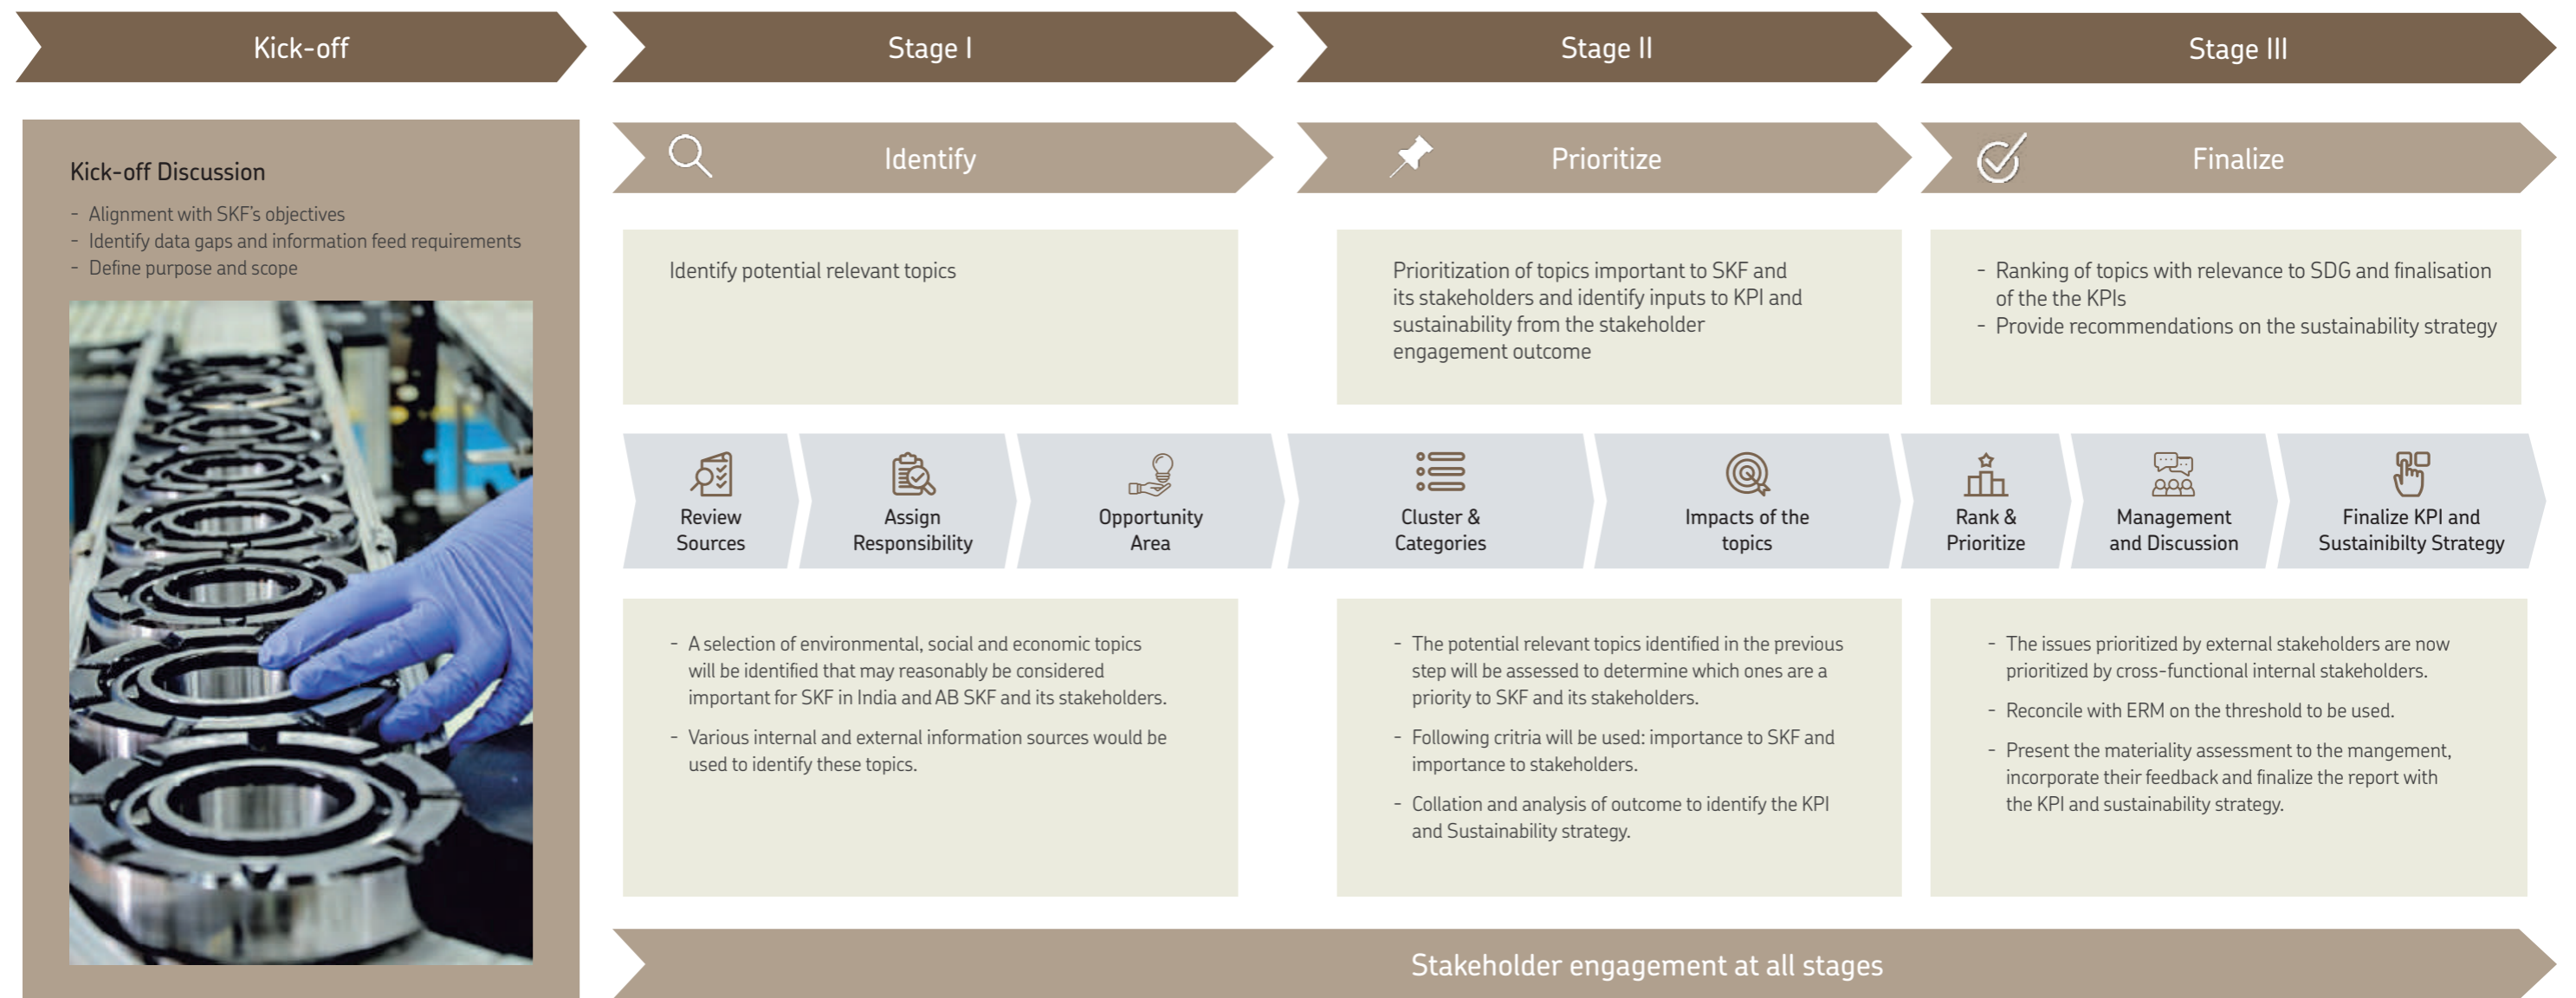 Kick-off
Stage I
Stage II
Stage III
Kick-off Discussion
- Alignment with SKF's objectives
- Identify data gaps and information feed requirements
- Define purpose and scope
Identify
Prioritize
Finalize
Identify potential relevant topics
Prioritization of topics important to SKF and
its stakeholders and identify inputs to KPI and
sustainability from the stakeholder
engagement outcome
- Ranking of topics with relevance to SDG and finalisation
of the the KPIs
- Provide recommendations on the sustainability strategy
Review
Sources
Assign
Responsibility
Opportunity
Area
Cluster &
Categories
Impacts of the
topics
Rank &
Prioritize
Management
and Discussion
Finalize KPI and
Sustainibilty Strategy
- A selection of environmental, social and economic topics
will be identified that may reasonably be considered
important for SKF in India and AB SKF and its stakeholders.
- Various internal and external information sources would be
used to identify these topics.
- The potential relevant topics identified in the previous
step will be assessed to determine which ones are a
priority to SKF and its stakeholders.
- Following critria will be used: importance to SKF and
importance to stakeholders.
- Collation and analysis of outcome to identify the KPI
and Sustainability strategy.
- The issues prioritized by external stakeholders are now
prioritized by cross-functional internal stakeholders.
- Reconcile with ERM on the threshold to be used.
- Present the materiality assessment to the mangement,
incorporate their feedback and finalize the report with
the KPI and sustainability strategy.
Stakeholder engagement at all stages